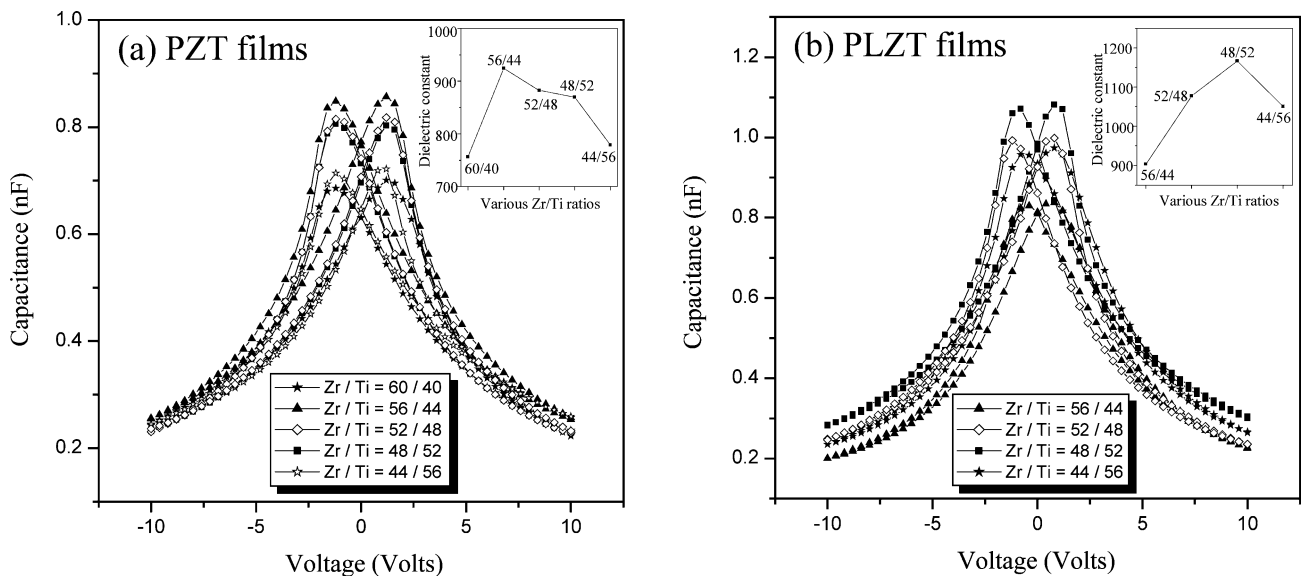 (a) PZT films
Capacitance (nF)
1.0
0.8
0.6
0.4
0.2
-10
-5
0
5
10
Voltage (Volts)
Dielectric constant
1000
900
800
700
60/40
56/44
52/48
48/52
44/56
Various Zr/Ti ratios
Zr / Ti = 60 / 40
Zr / Ti = 56 / 44
Zr / Ti = 52 / 48
Zr / Ti = 48 / 52
Zr / Ti = 44 / 56
(b) PLZT films
Capacitance (nF)
1.2
1.0
0.8
0.6
0.4
0.2
-10
-5
0
5
10
Voltage (Volts)
Dielectric constant
1200
1100
1000
900
56/44
52/48
48/52
44/56
Various Zr/Ti ratios
Zr / Ti = 56 / 44
Zr / Ti = 52 / 48
Zr / Ti = 48 / 52
Zr / Ti = 44 / 56